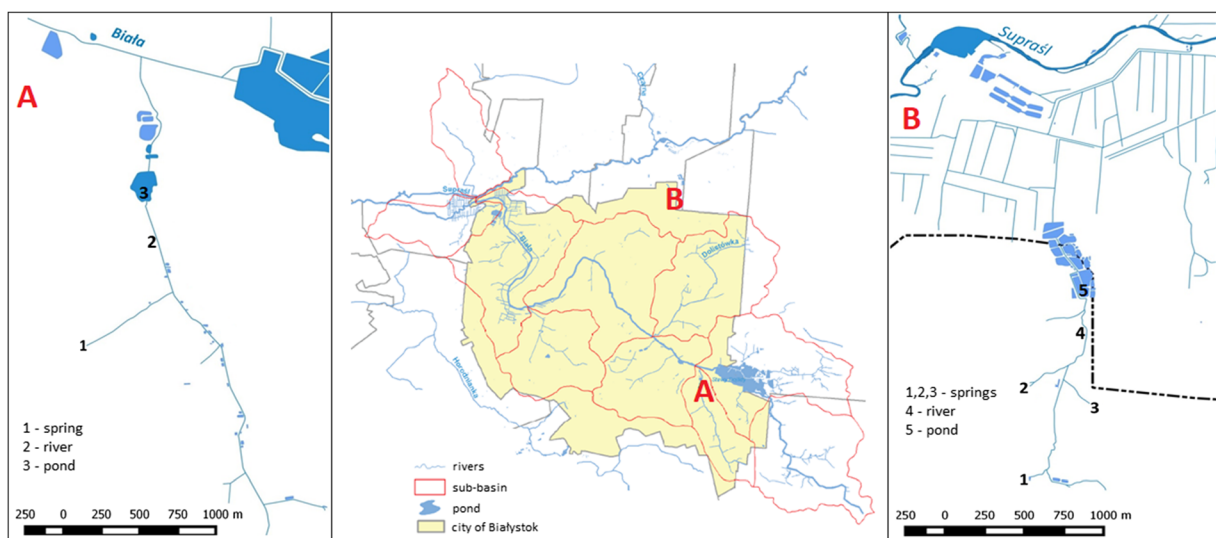 Biała
A
3
2
1
1 - spring
2 - river
3 - pond
250 0 250 500 750 1000 m
Supraśl
B
Biała
Dolistówka
Horodnianka
A
rivers
sub-basin
pond
city of Białystok
Supraśl
B
5
4
2
3
1
1,2,3 - springs
4 - river
5 - pond
250 0 250 500 750 1000 m